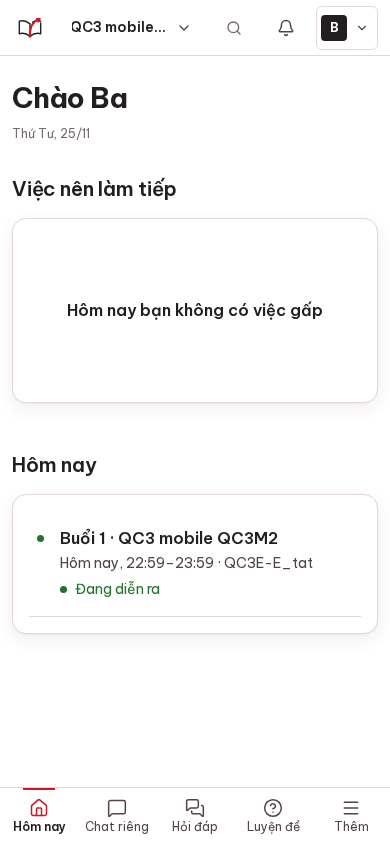 QC3 mobile...
B
Chào Ba
Thứ Tư, 25/11
Việc nên làm tiếp
Hôm nay bạn không có việc gấp
Hôm nay
Buổi 1 · QC3 mobile QC3M2
Hôm nay, 22:59–23:59 · QC3E-E_tat
Đang diễn ra
Hôm nay
Chat riêng
Hỏi đáp
Luyện đề
Thêm